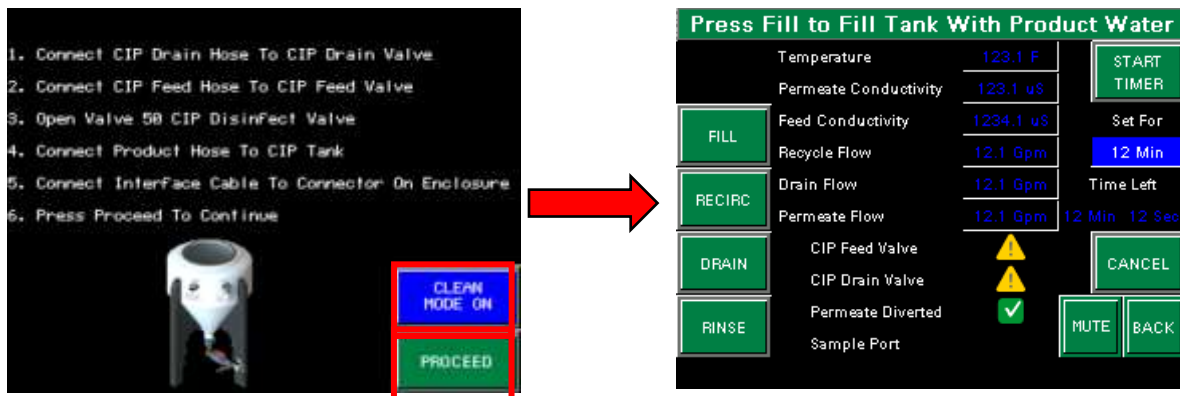 1. Connect CIP Drain Hose To CIP Drain Valve
2. Connect CIP Feed Hose To CIP Feed Valve
3. Open Valve 50 CIP Disinfect Valve
4. Connect Product Hose To CIP Tank
5. Connect Interface Cable To Connector On Enclosure
6. Press Proceed To Continue
CLEAN
MODE ON
PROCEED
Press Fill to Fill Tank With Product Water
Temperature 123.1 F
START
TIMER
Permeate Conductivity 123.1 uS
FILL
Feed Conductivity 1234.1 uS
Set For
Recycle Flow 12.1 Gpm
12 Min
RECIRC
Drain Flow 12.1 Gpm
Time Left
Permeate Flow 12.1 Gpm
12 Min 12 Sec
DRAIN
CIP Feed Valve
CIP Drain Valve
CANCEL
RINSE
Permeate Diverted
Sample Port
MUTE
BACK